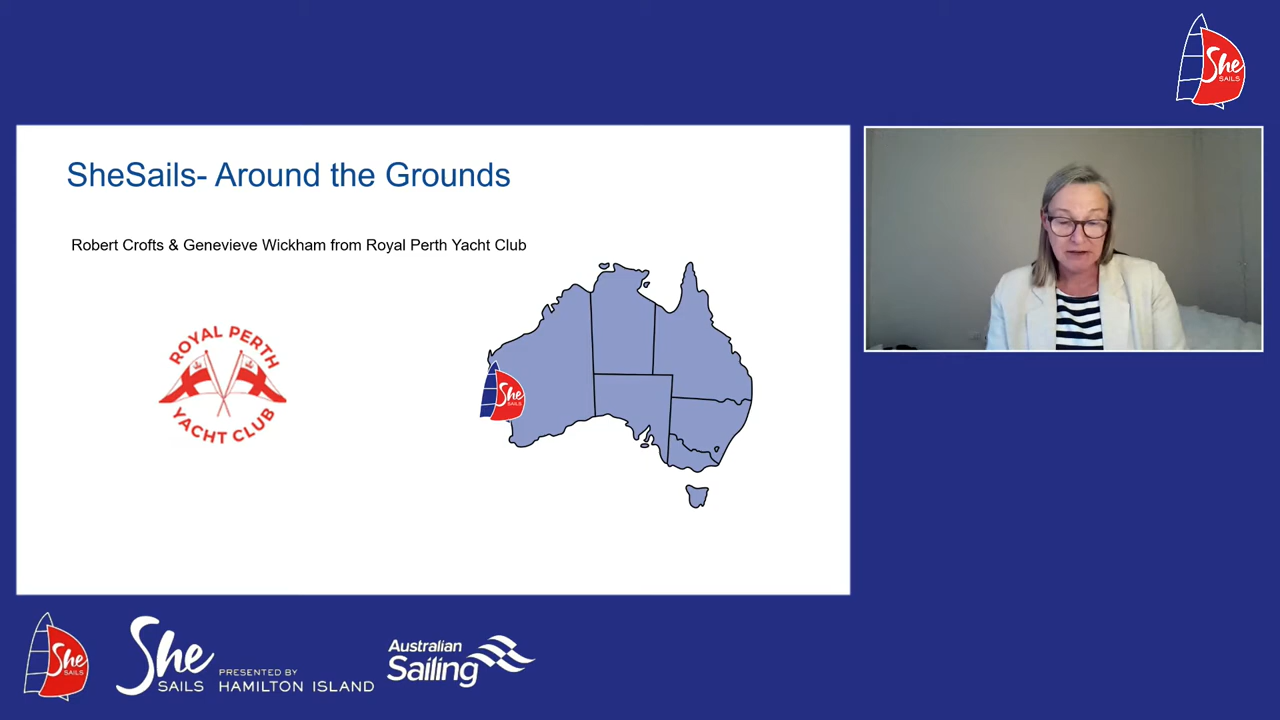 She
SAILS
SheSails- Around the Grounds
Robert Crofts & Genevieve Wickham from Royal Perth Yacht Club
ROYAL PERTH
YACHT CLUB
She
SAILS
She
SAILS
She
SAILS
PRESENTED BY
HAMILTON ISLAND
Australian
Sailing